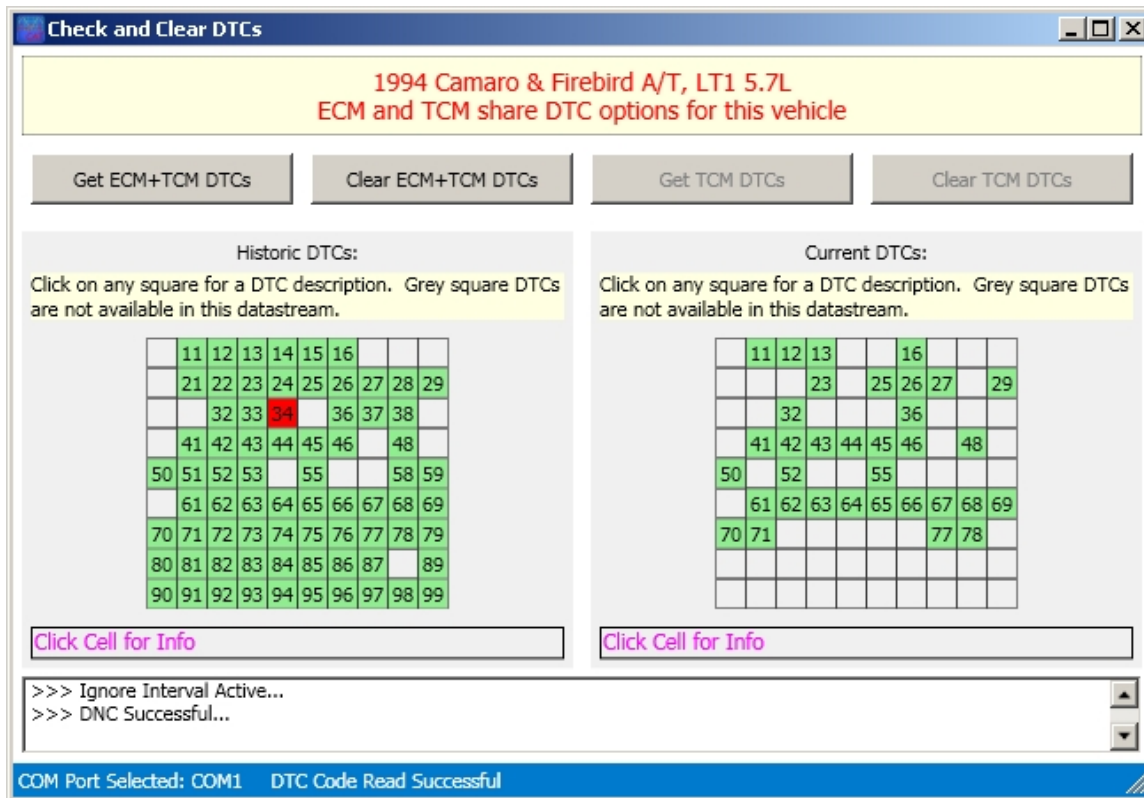 Check and Clear DTCs
1994 Camaro & Firebird A/T, LT1 5.7L
ECM and TCM share DTC options for this vehicle
Get ECM+TCM DTCs Clear ECM+TCM DTCs Get TCM DTCs Clear TCM DTCs
Historic DTCs:
Click on any square for a DTC description. Grey square DTCs
are not available in this datastream.
11 12 13 14 15 16
21 22 23 24 25 26 27 28 29
32 33 34 36 37 38
41 42 43 44 45 46 48
50 51 52 53 55 58 59
61 62 63 64 65 66 67 68 69
70 71 72 73 74 75 76 77 78 79
80 81 82 83 84 85 86 87 89
90 91 92 93 94 95 96 97 98 99
Click Cell for Info
Current DTCs:
Click on any square for a DTC description. Grey square DTCs
are not available in this datastream.
11 12 13 16
23 25 26 27 29
32 36
41 42 43 44 45 46 48
50 52 55
61 62 63 64 65 66 67 68 69
70 71 77 78
Click Cell for Info
>>> Ignore Interval Active...
>>> DNC Successful...
COM Port Selected: COM1 DTC Code Read Successful